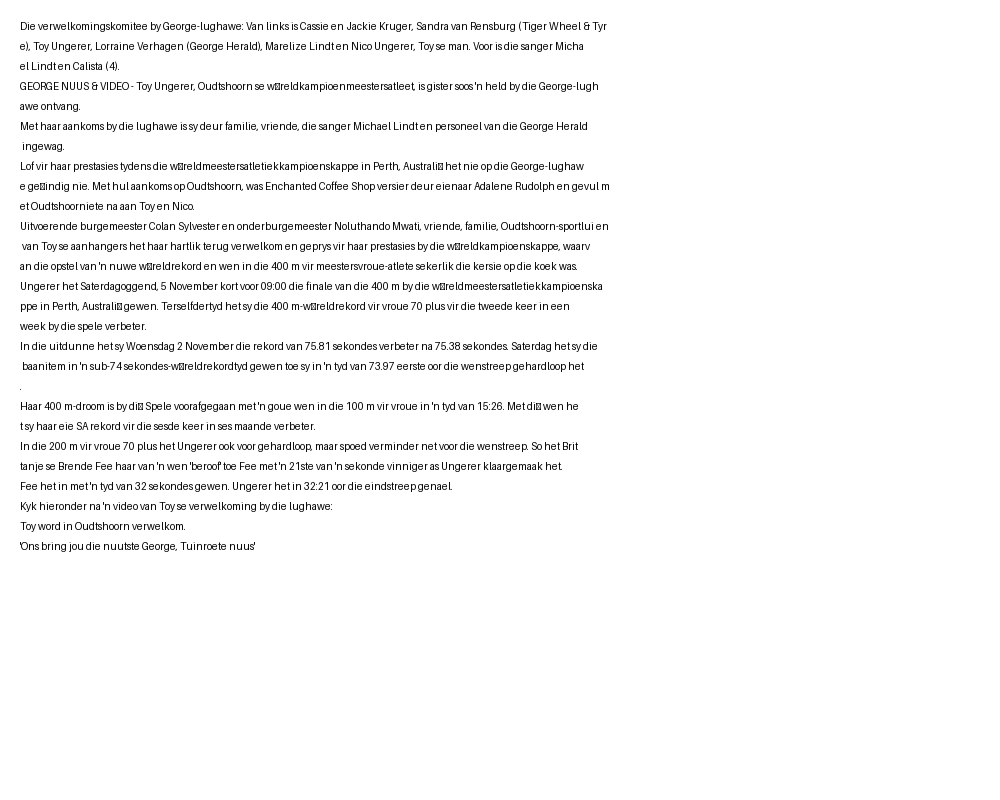 Die verwelkomingskomitee by George-lughawe: Van links is Cassie en Jackie Kruger, Sandra van Rensburg (Tiger Wheel & Tyr
e), Toy Ungerer, Lorraine Verhagen (George Herald), Marelize Lindt en Nico Ungerer, Toy se man. Voor is die sanger Micha
el Lindt en Calista (4).
GEORGE NUUS & VIDEO - Toy Ungerer, Oudtshoorn se w□reldkampioenmeestersatleet, is gister soos 'n held by die George-lugh
awe ontvang.
Met haar aankoms by die lughawe is sy deur familie, vriende, die sanger Michael Lindt en personeel van die George Herald
ingewag.
Lof vir haar prestasies tydens die w□reldmeestersatletiekkampioenskappe in Perth, Australi□ het nie op die George-lughaw
e ge□indig nie. Met hul aankoms op Oudtshoorn, was Enchanted Coffee Shop versier deur eienaar Adalene Rudolph en gevul m
et Oudtshoorniete na aan Toy en Nico.
Uitvoerende burgemeester Colan Sylvester en onderburgemeester Noluthando Mwati, vriende, familie, Oudtshoorn-sportlui en
van Toy se aanhangers het haar hartlik terug verwelkom en geprys vir haar prestasies by die w□reldkampioenskappe, waarv
an die opstel van 'n nuwe w□reldrekord en wen in die 400 m vir meestersvroue-atlete sekerlik die kersie op die koek was.
Ungerer het Saterdagoggend, 5 November kort voor 09:00 die finale van die 400 m by die w□reldmeestersatletiekkampioenska
ppe in Perth, Australi□ gewen. Terselfdertyd het sy die 400 m-w□reldrekord vir vroue 70 plus vir die tweede keer in een
week by die spele verbeter.
In die uitdunne het sy Woensdag 2 November die rekord van 75.81 sekondes verbeter na 75.38 sekondes. Saterdag het sy die
baanitem in 'n sub-74 sekondes-w□reldrekordtyd gewen toe sy in 'n tyd van 73.97 eerste oor die wenstreep gehardloop het
.
Haar 400 m-droom is by di□ Spele voorafgegaan met 'n goue wen in die 100 m vir vroue in 'n tyd van 15:26. Met di□ wen he
t sy haar eie SA rekord vir die sesde keer in ses maande verbeter.
In die 200 m vir vroue 70 plus het Ungerer ook voor gehardloop, maar spoed verminder net voor die wenstreep. So het Brit
tanje se Brende Fee haar van 'n wen 'beroof' toe Fee met 'n 21ste van 'n sekonde vinniger as Ungerer klaargemaak het.
Fee het in met 'n tyd van 32 sekondes gewen. Ungerer het in 32:21 oor die eindstreep genael.
Kyk hieronder na 'n video van Toy se verwelkoming by die lughawe:
Toy word in Oudtshoorn verwelkom.
'Ons bring jou die nuutste George, Tuinroete nuus'